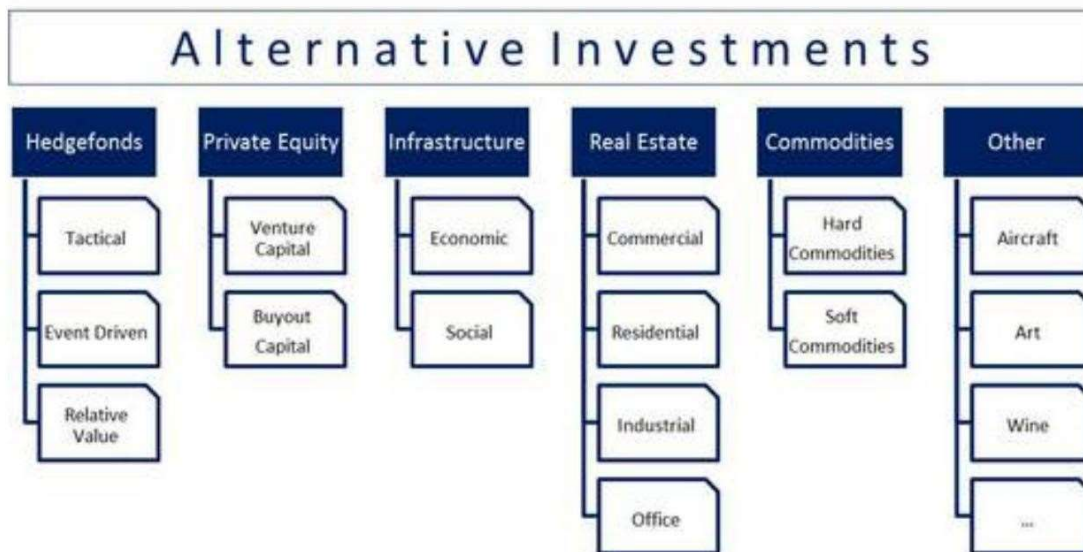 Alternative Investments
Hedgefonds
Tactical
Event Driven
Relative
Value
Private Equity
Venture
Capital
Buyout
Capital
Infrastructure
Economic
Social
Real Estate
Commercial
Residential
Industrial
Office
Commodities
Hard
Commodities
Soft
Commodities
Other
Aircraft
Art
Wine
...